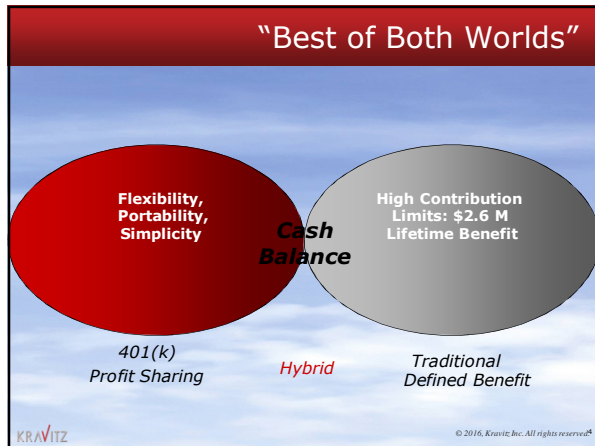 “Best of Both Worlds”
Flexibility,
Portability,
Simplicity
Cash
Balance
High Contribution
Limits: $2.6 M
Lifetime Benefit
401(k)
Profit Sharing
Hybrid
Traditional
Defined Benefit
KRAVITZ
© 2016, Kravitz Inc. All rights reserved.4